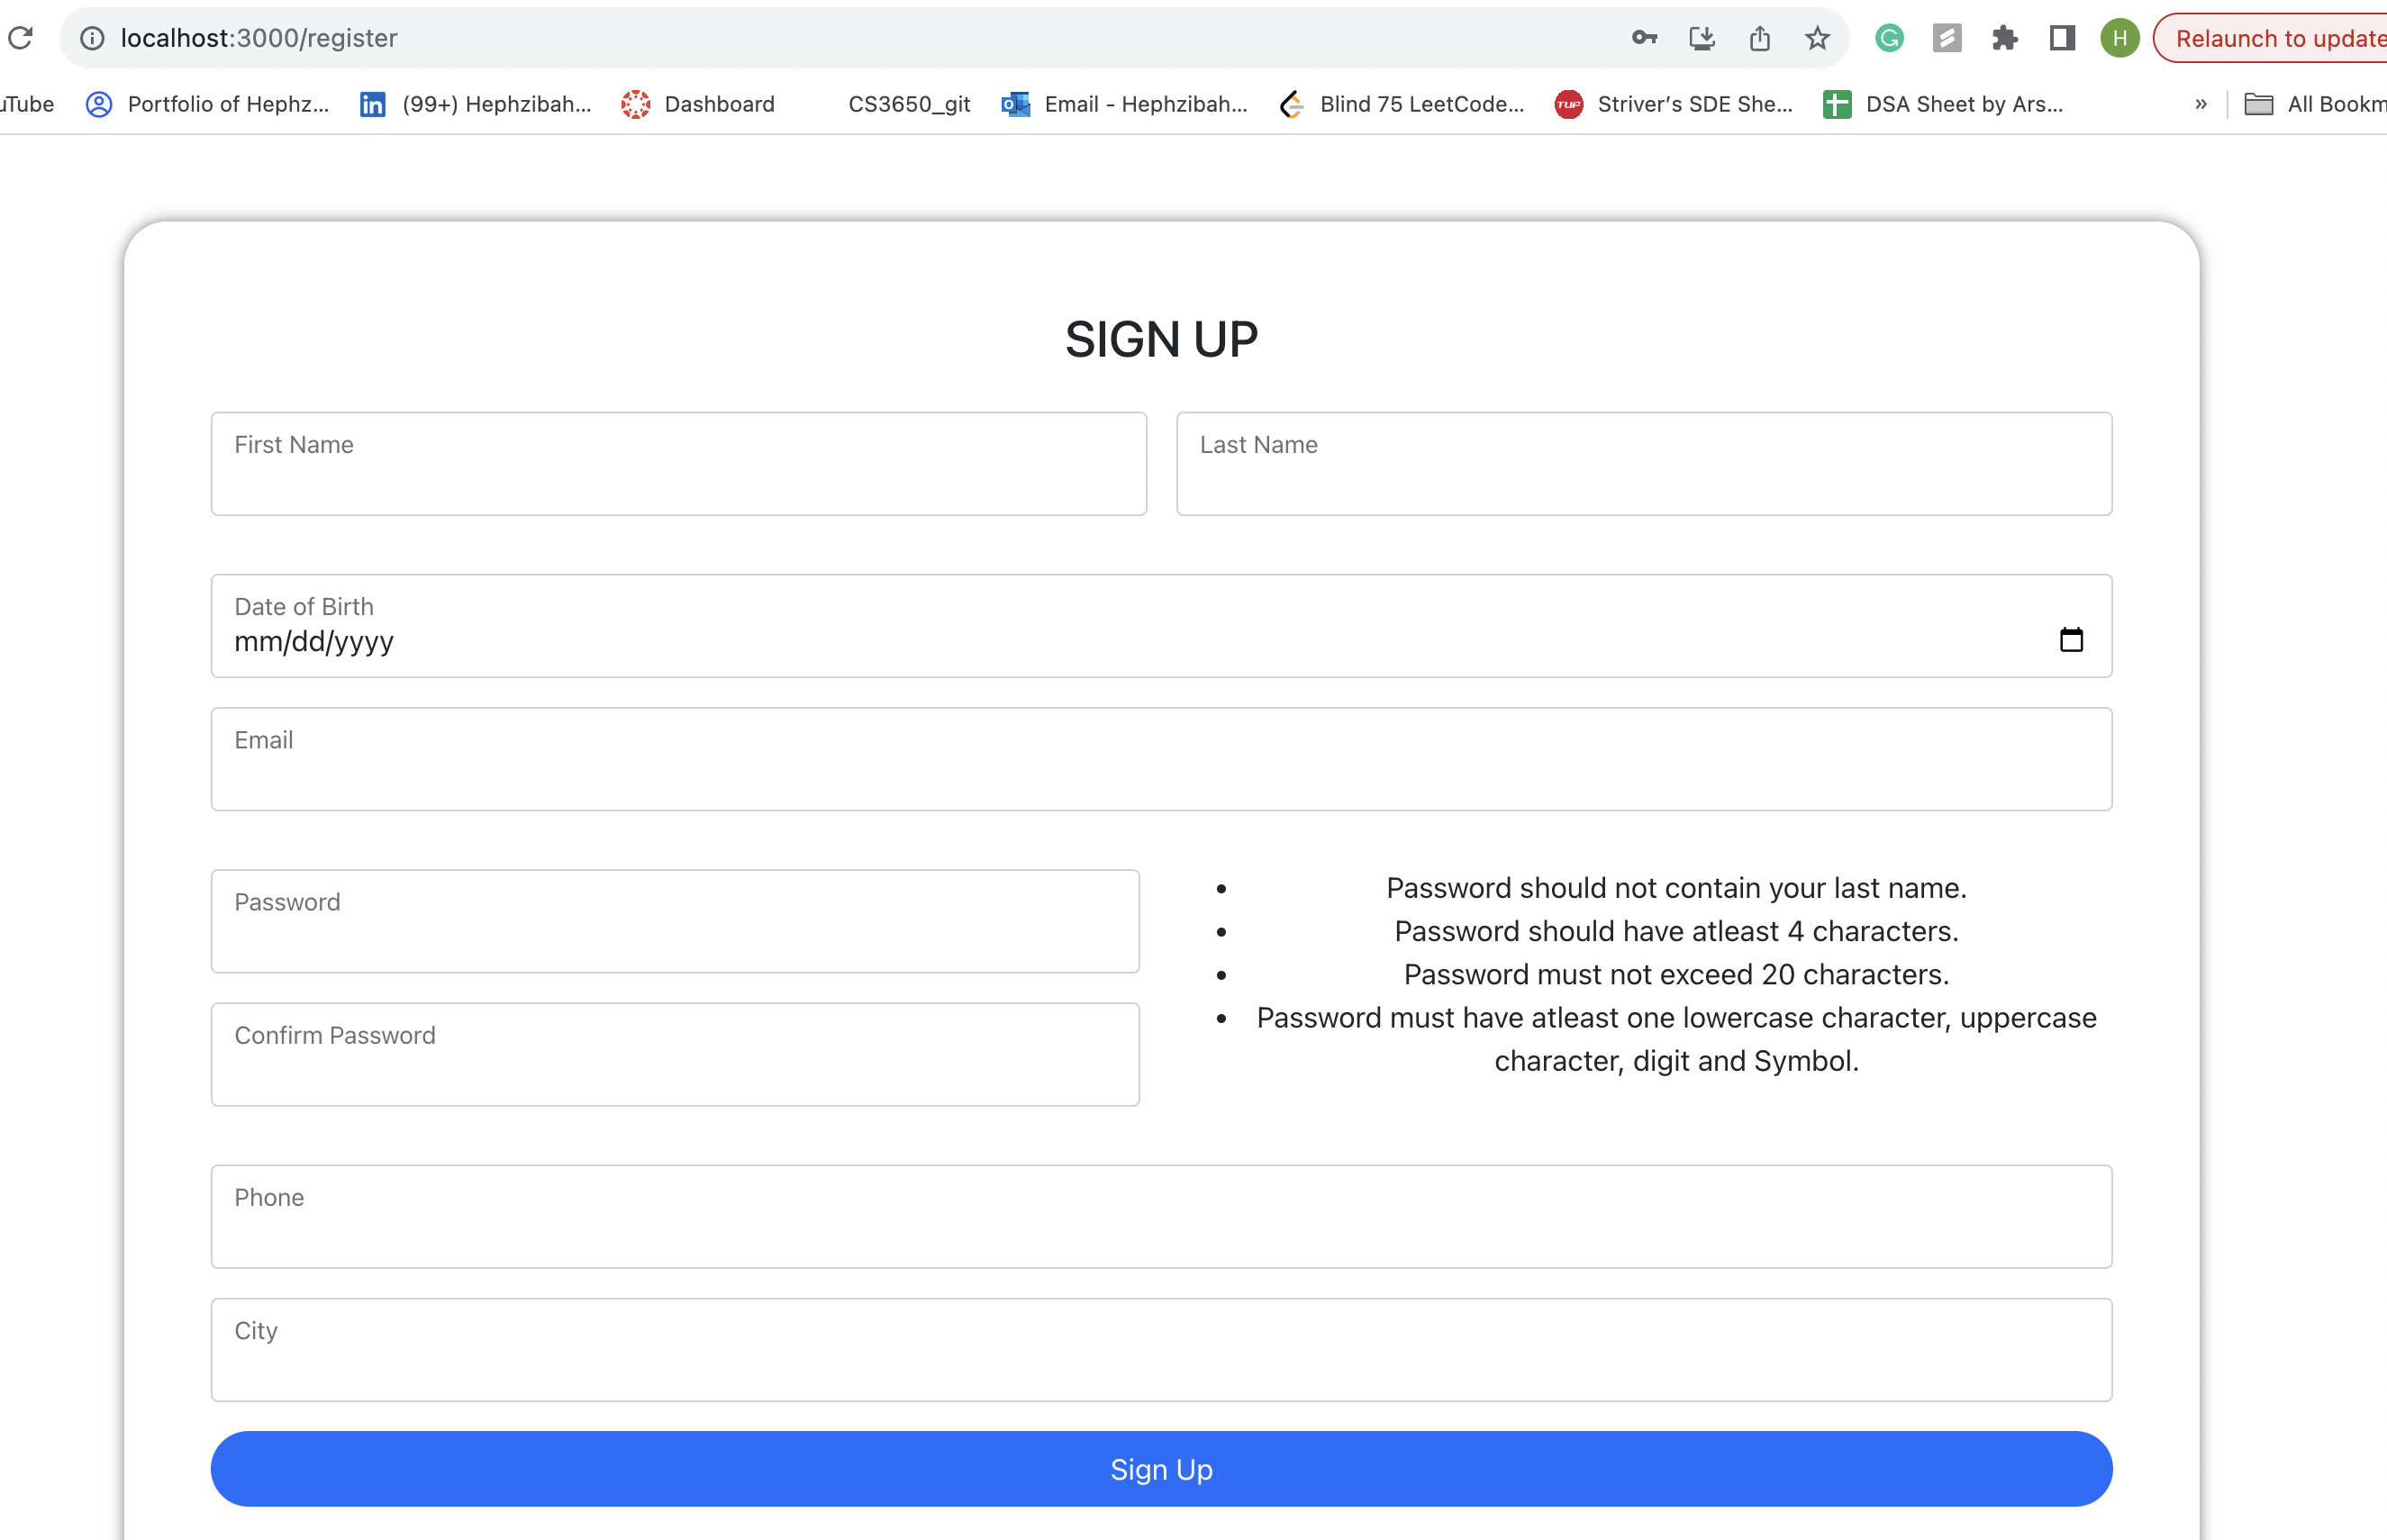 localhost:3000/register
H
Relaunch to update
uTube
Portfolio of Hephz...
in
(99+) Hephzibah...
Dashboard
CS3650_git
Email - Hephzibah...
Blind 75 LeetCode...
TUF
Striver's SDE She...
DSA Sheet by Ars...
»
All Bookm
SIGN UP
First Name
Last Name
Date of Birth
mm/dd/yyyy
Email
Password
• Password should not contain your last name.
• Password should have atleast 4 characters.
• Password must not exceed 20 characters.
• Password must have atleast one lowercase character, uppercase
character, digit and Symbol.
Confirm Password
Phone
City
Sign Up